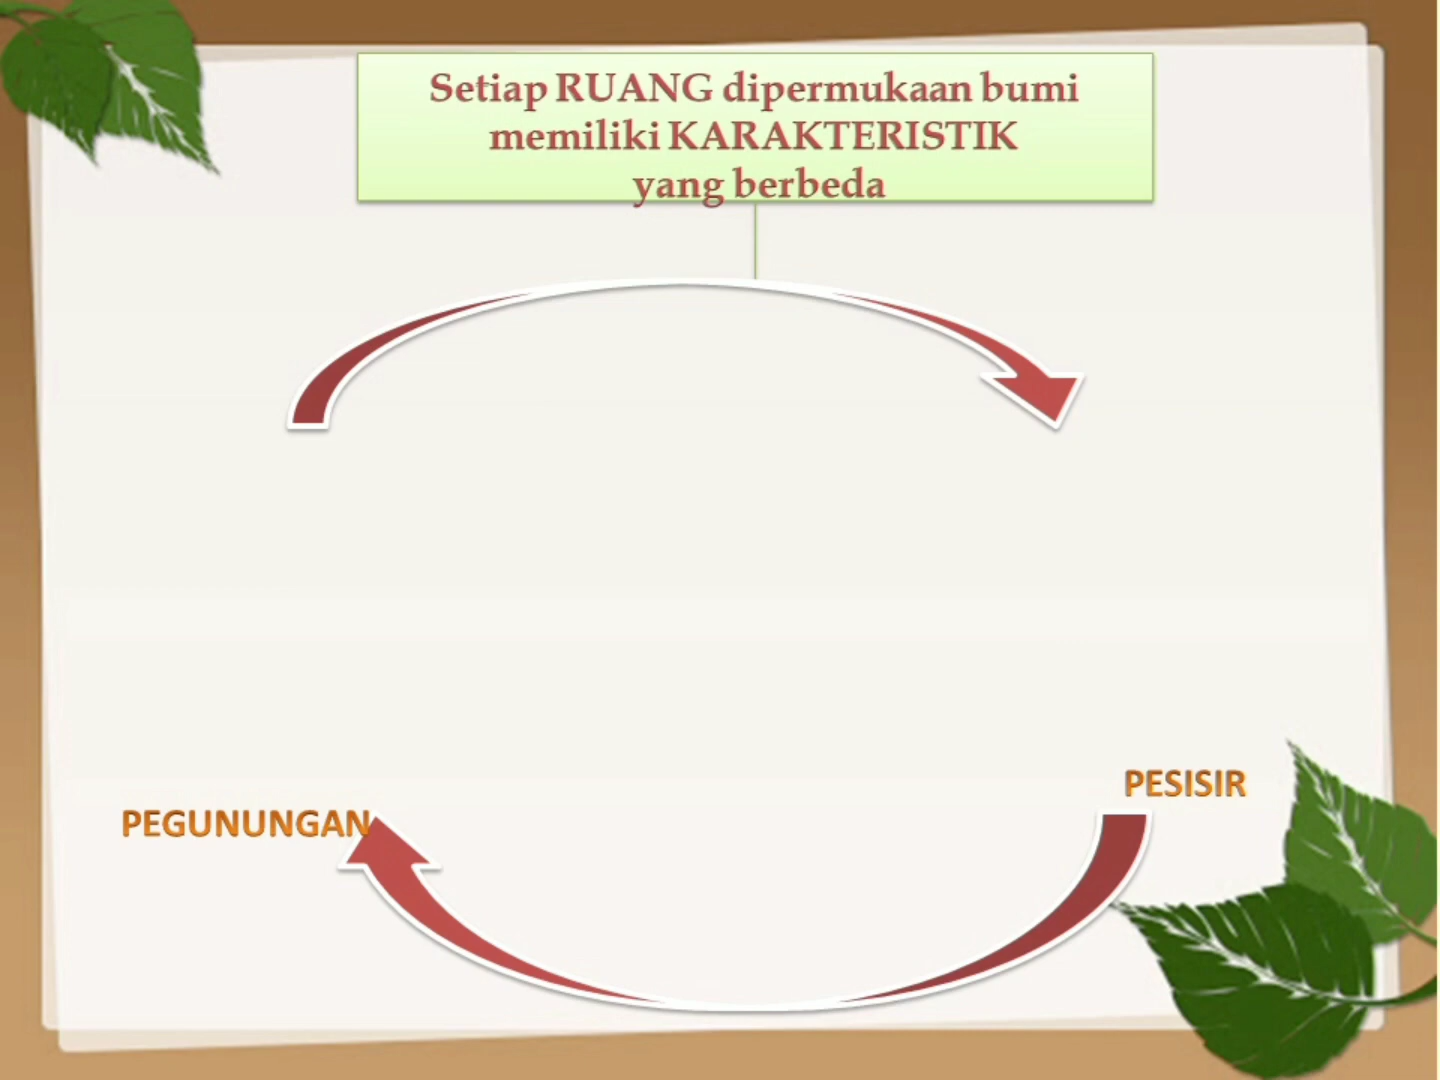 Setiap RUANG dipermukaan bumi
memiliki KARAKTERISTIK
yang berbeda
PESISIR
PEGUNUNGAN